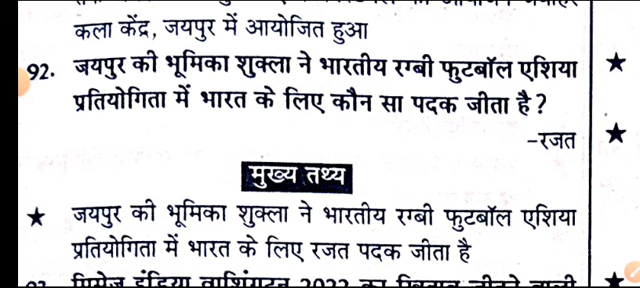 कला केंद्र, जयपुर में आयोजित हुआ
92. जयपुर की भूमिका शुक्ला ने भारतीय रग्बी फुटबॉल एशिया
प्रतियोगिता में भारत के लिए कौन सा पदक जीता है?
–रजत
मुख्य तथ्य
★ जयपुर की भूमिका शुक्ला ने भारतीय रग्बी फुटबॉल एशिया
प्रतियोगिता में भारत के लिए रजत पदक जीता है